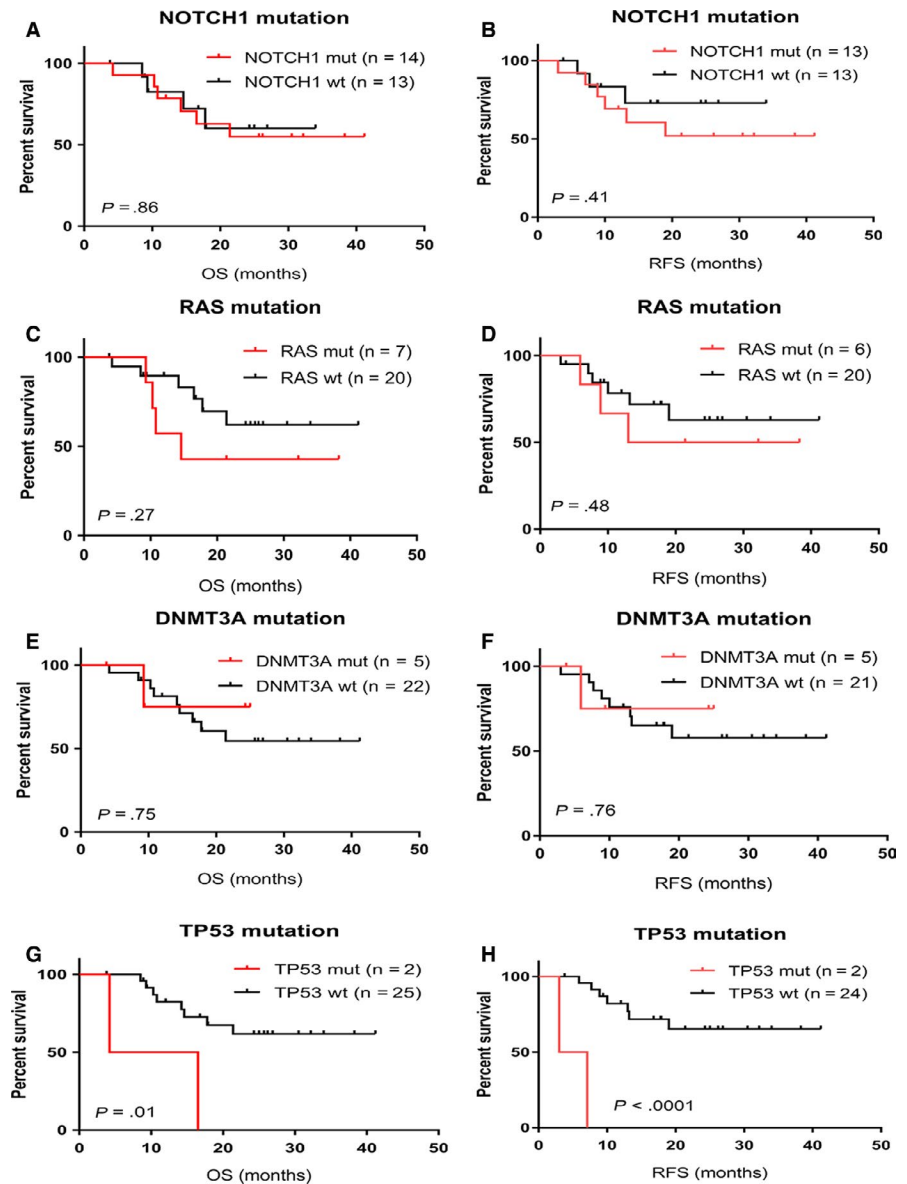 A
NOTCH1 mutation
NOTCH1 mut (n = 14)
NOTCH1 wt (n = 13)
Percent survival
100
50
0
P = .86
0 10 20 30 40 50
OS (months)
B
NOTCH1 mutation
NOTCH1 mut (n = 13)
NOTCH1 wt (n = 13)
Percent survival
100
50
0
P = .41
0 10 20 30 40 50
RFS (months)
C
RAS mutation
RAS mut (n = 7)
RAS wt (n = 20)
Percent survival
100
50
0
P = .27
0 10 20 30 40 50
OS (months)
D
RAS mutation
RAS mut (n = 6)
RAS wt (n = 20)
Percent survival
100
50
0
P = .48
0 10 20 30 40 50
RFS (months)
E
DNMT3A mutation
DNMT3A mut (n = 5)
DNMT3A wt (n = 22)
Percent survival
100
50
0
P = .75
0 10 20 30 40 50
OS (months)
F
DNMT3A mutation
DNMT3A mut (n = 5)
DNMT3A wt (n = 21)
Percent survival
100
50
0
P = .76
0 10 20 30 40 50
RFS (months)
G
TP53 mutation
TP53 mut (n = 2)
TP53 wt (n = 25)
Percent survival
100
50
0
P = .01
0 10 20 30 40 50
OS (months)
H
TP53 mutation
TP53 mut (n = 2)
TP53 wt (n = 24)
Percent survival
100
50
0
P < .0001
0 10 20 30 40 50
RFS (months)